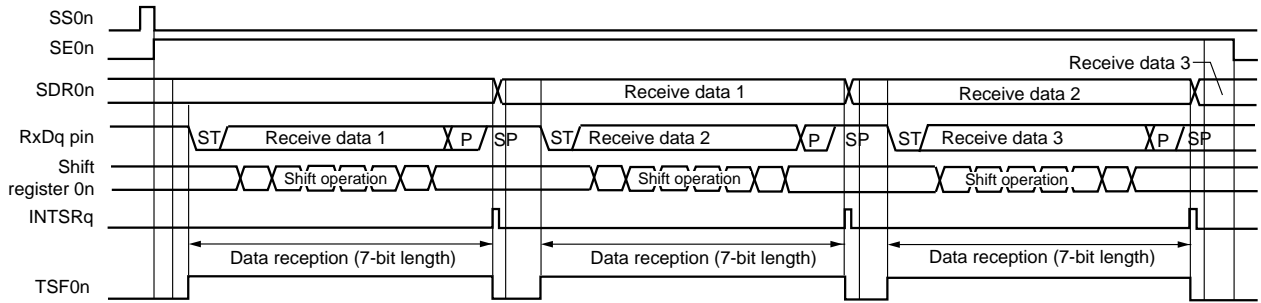 SS0n
SE0n
Receive data 3
SDR0n
Receive data 1
Receive data 2
RxDq pin
ST
Receive data 1
P
SP
ST
Receive data 2
P
SP
ST
Receive data 3
P
SP
Shift
register 0n
Shift operation
Shift operation
Shift operation
INTSRq
Data reception (7-bit length)
Data reception (7-bit length)
Data reception (7-bit length)
TSF0n